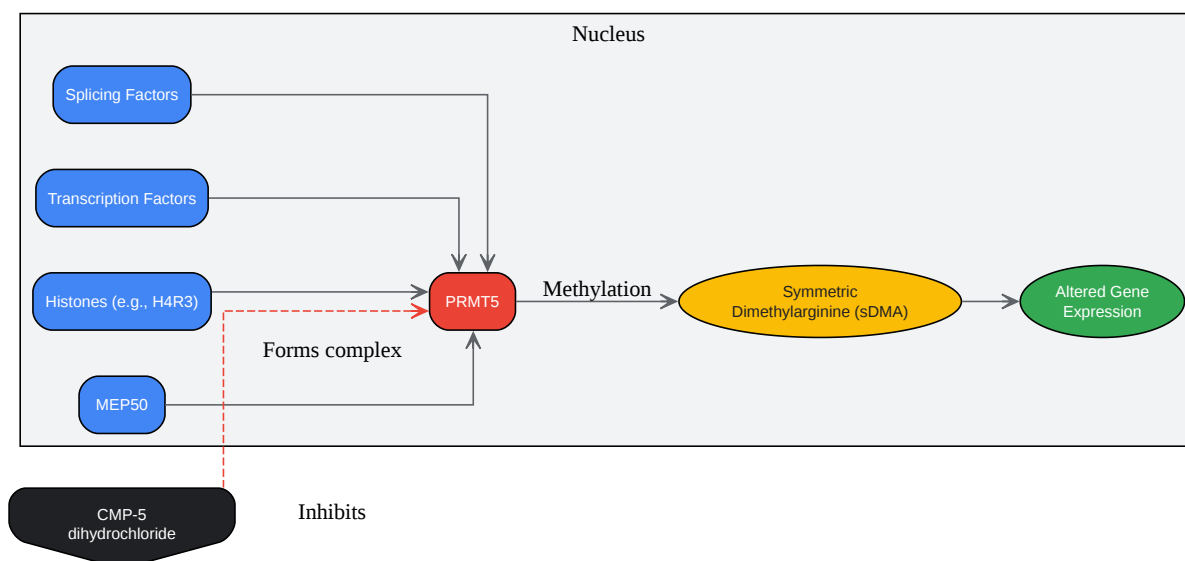 Nucleus
Splicing Factors
Transcription Factors
Histones (e.g., H4R3)
PRMT5
Methylation
Symmetric
Dimethylarginine (sDMA)
Altered Gene
Expression
Forms complex
MEP50
CMP-5
dihydrochloride
Inhibits